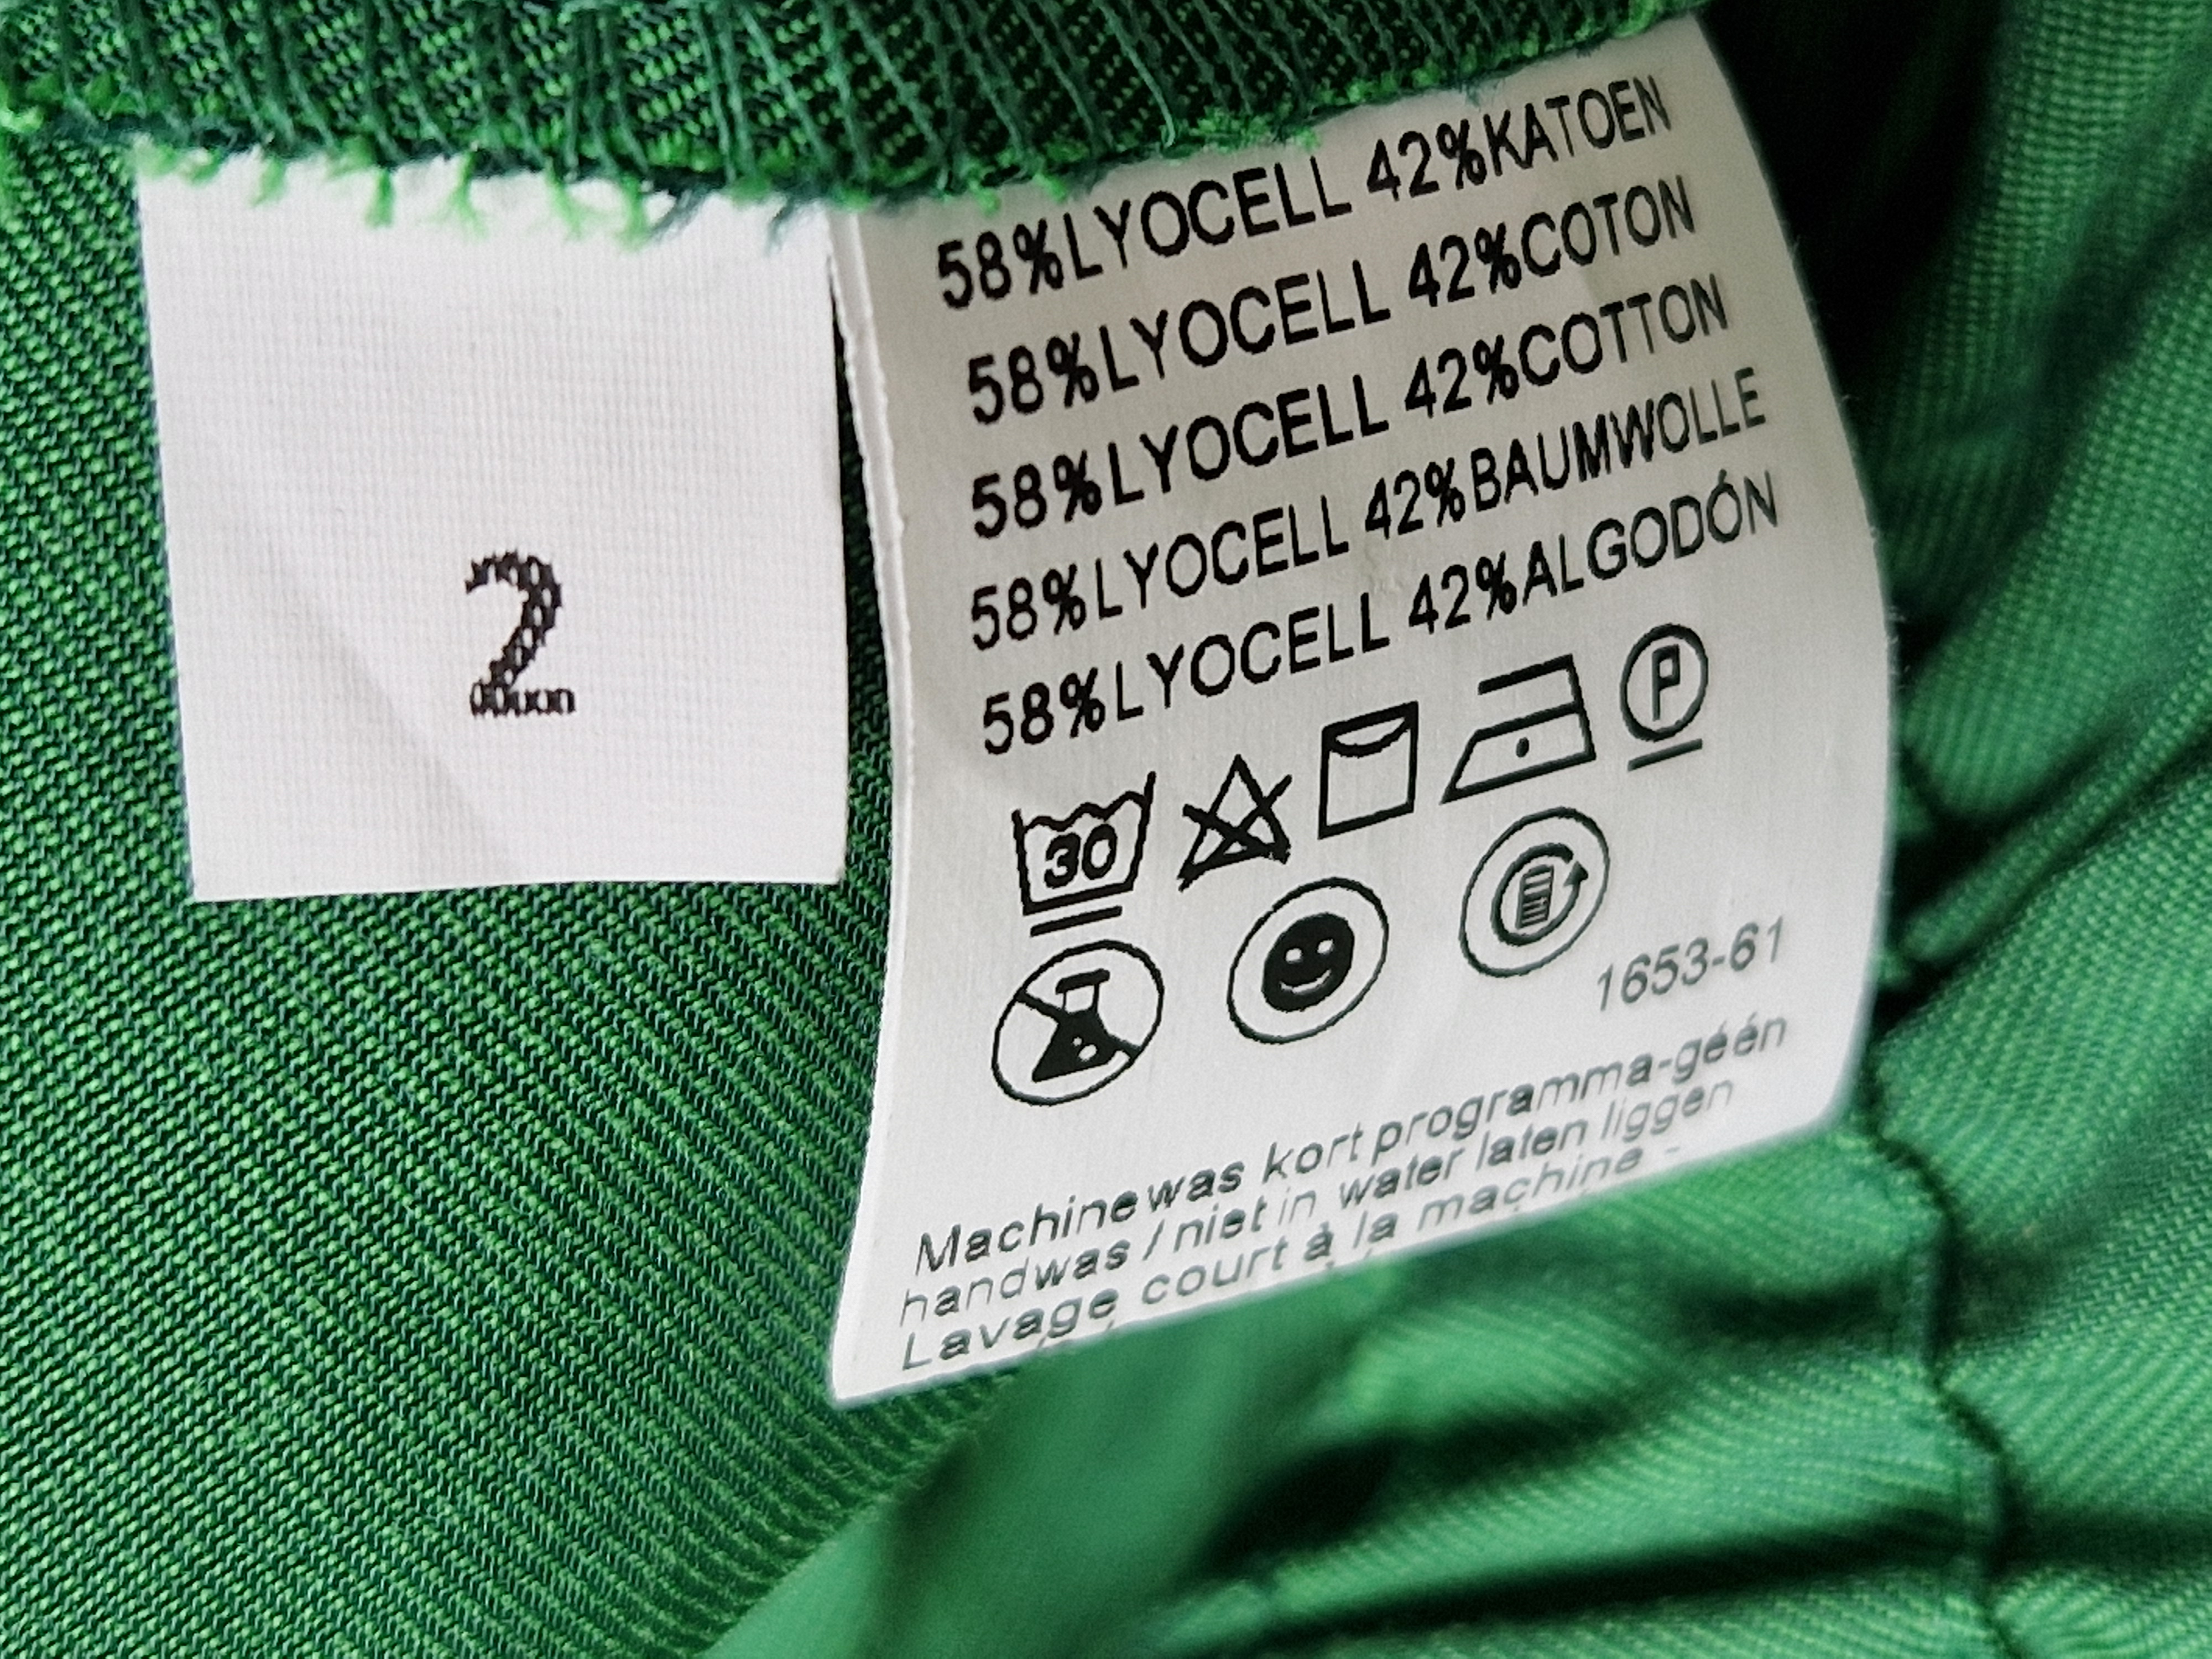 2
58%LYOCELL 42%KATOEN
58%LYOCELL 42%COTON
58%LYOCELL 42%COTTON
58%LYOCELL 42%BAUMWOLLE
58%LYOCELL 42%ALGODÓN
30
P
1653-61
Machinewas kort programma-géén
handwas / niet in water laten liggen
Lavage court à la machine -